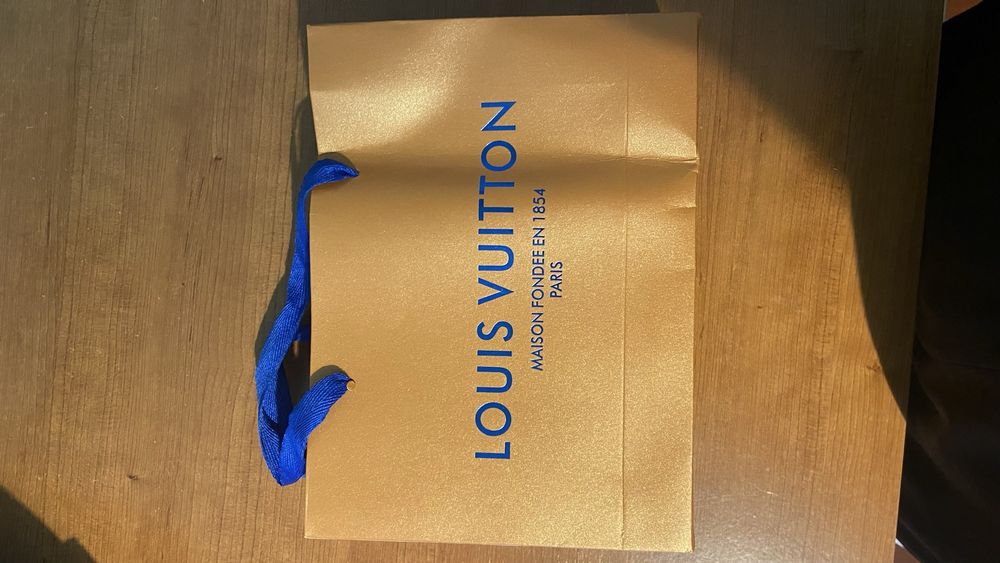 LOUIS VUITTON
MAISON FONDEE EN 1854
PARIS